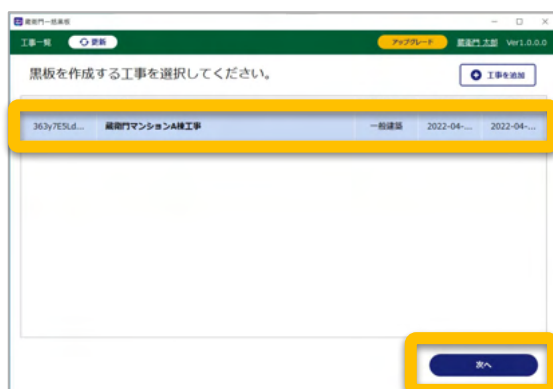 蔵衛門一括黒板
工事一覧 更新 アップグレード 蔵衛門 太郎 Ver1.0.0.0
黒板を作成する工事を選択してください。 工事を追加
363y7E5Ld... 蔵衛門マンションA棟工事 一般建築 2022-04-... 2022-04-...
次へ